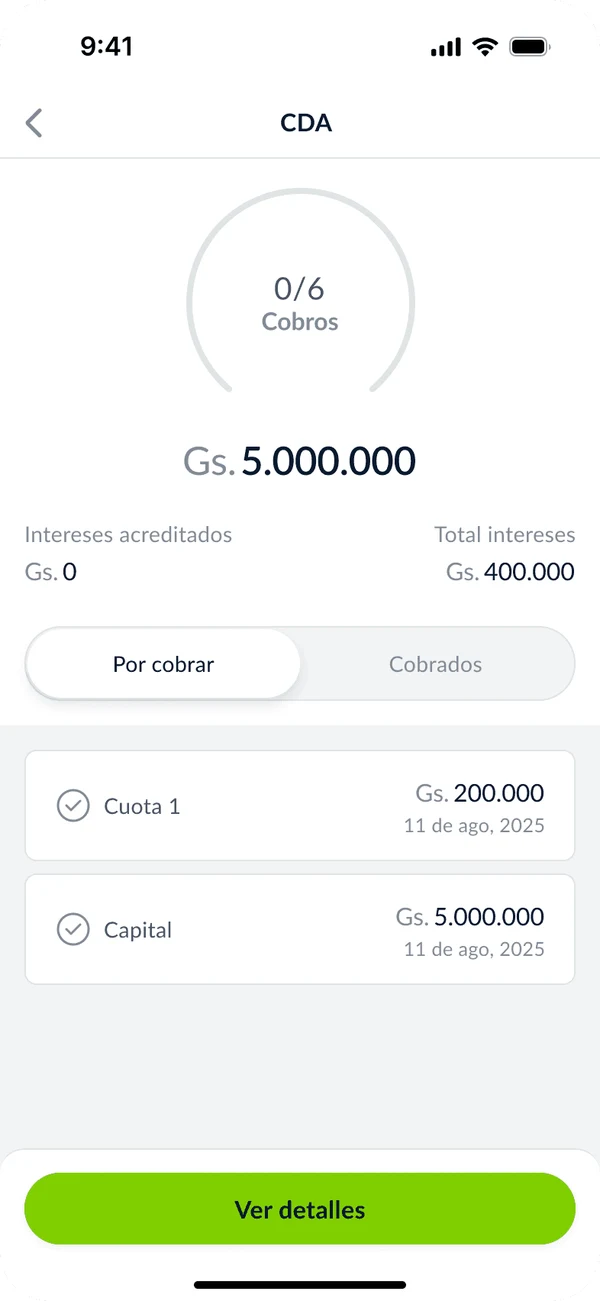 9:41
CDA
0/6
Cobros
Gs. 5.000.000
Intereses acreditados
Gs. 0
Total intereses
Gs. 400.000
Por cobrar
Cobrados
Cuota 1
Gs. 200.000
11 de ago, 2025
Capital
Gs. 5.000.000
11 de ago, 2025
Ver detalles